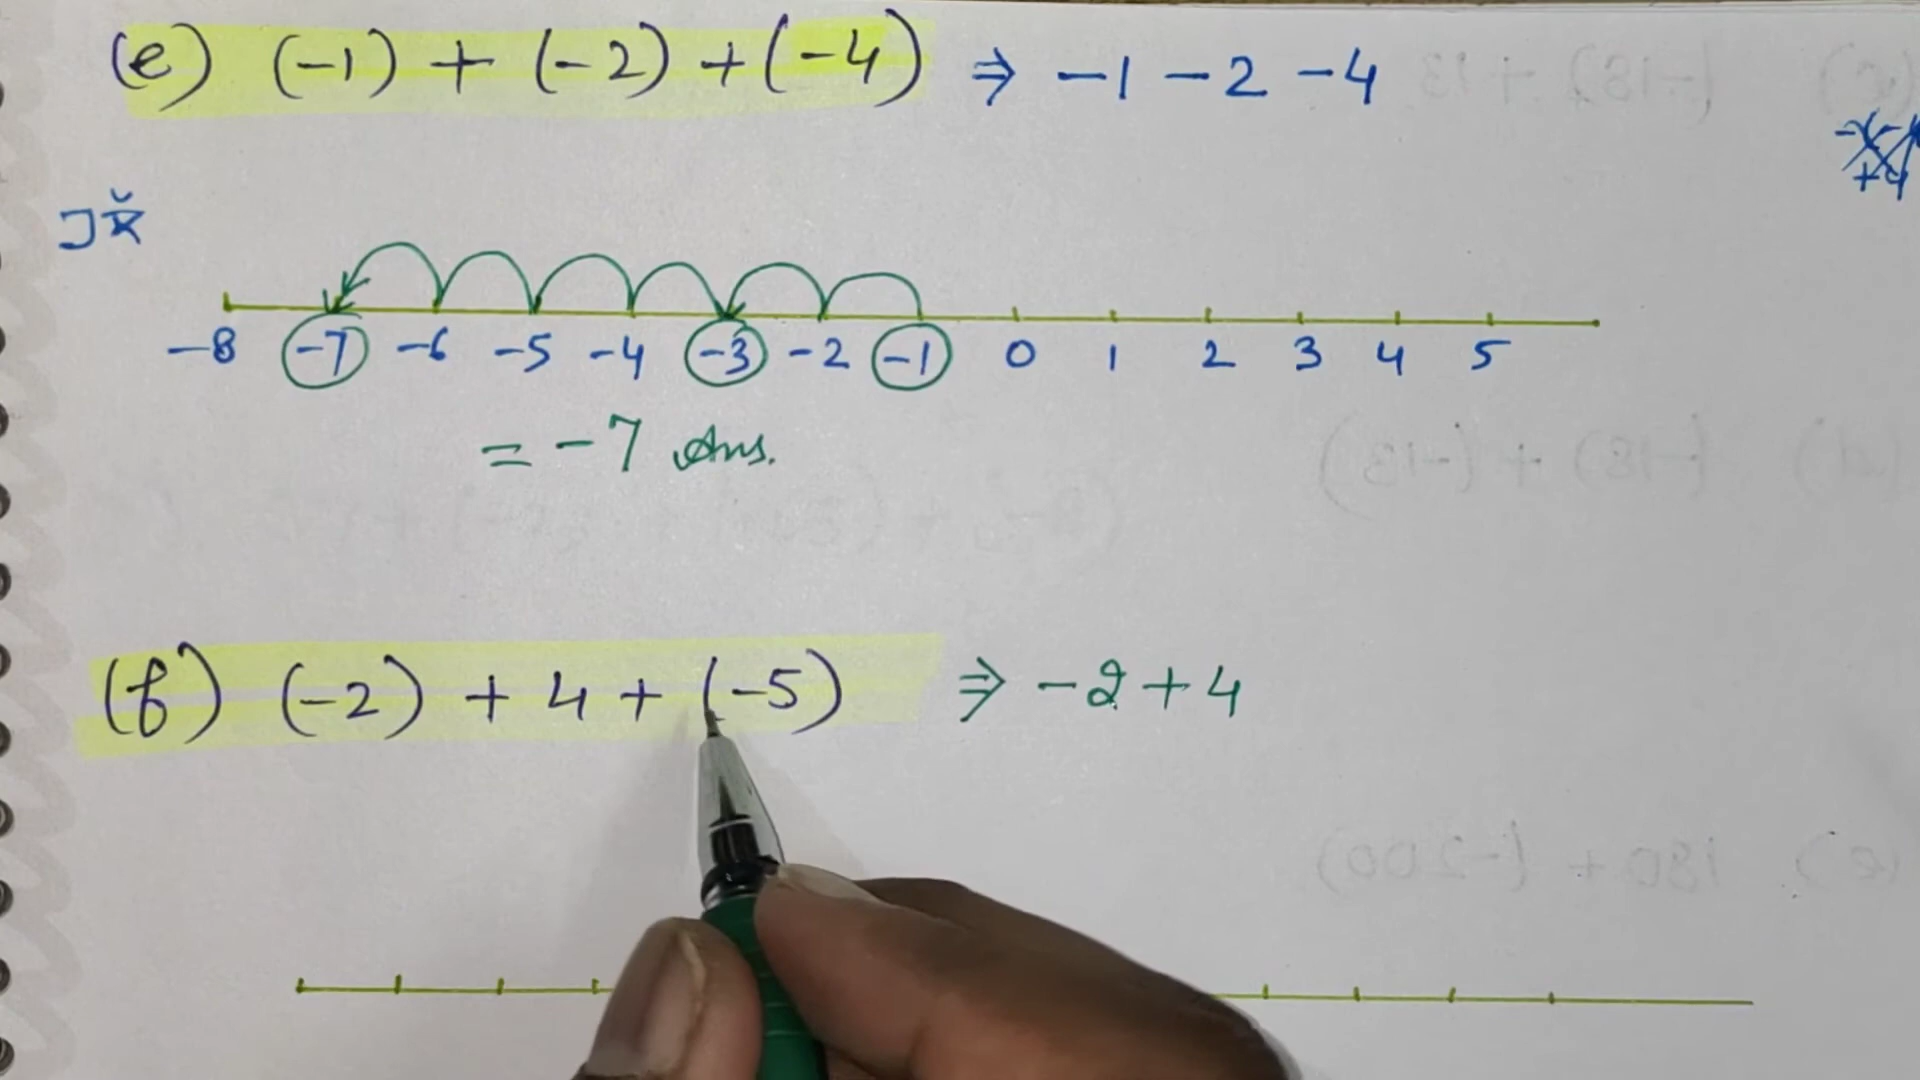 (e) (-1) + (-2) + (-4) ⇒ -1 -2 -4
-8 -7 -6 -5 -4 -3 -2 -1 0 1 2 3 4 5
= -7 Ans.
(f) (-2) + 4 + (-5) ⇒ -2 + 4